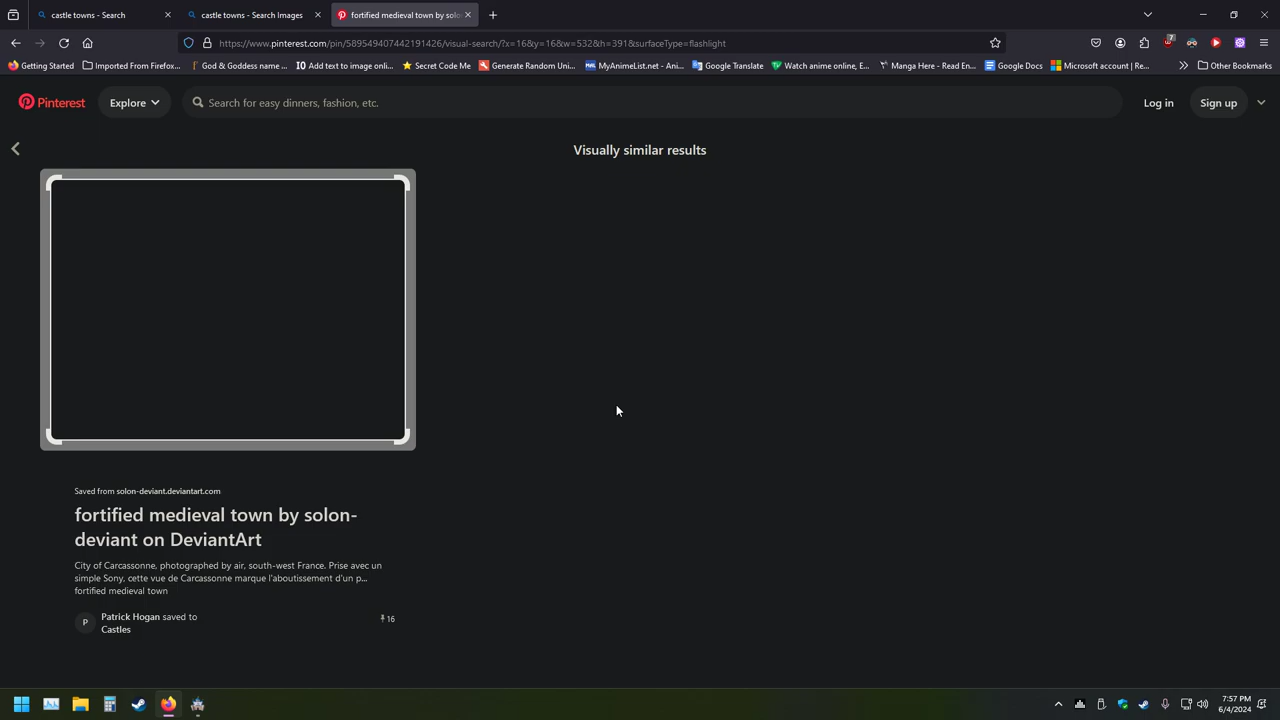 castle towns - Search
castle towns - Search Images
fortified medieval town by solo
https://www.pinterest.com/pin/589549407442191426/visual-search/?x=16&y=16&w=532&h=391&surfaceType=flashlight
7
Getting Started
Imported From Firefox...
God & Goddess name ...
Add text to image onli...
Secret Code Me
Generate Random Uni...
MyAnimeList.net - Ani...
Google Translate
Watch anime online, E...
Manga Here - Read En...
Google Docs
Microsoft account | Re...
Other Bookmarks
Pinterest
Explore
Search for easy dinners, fashion, etc.
Log in
Sign up
Visually similar results
Saved from solon-deviant.deviantart.com
fortified medieval town by solon-
deviant on DeviantArt
City of Carcassonne, photographed by air, south-west France. Prise avec un
simple Sony, cette vue de Carcassonne marque l'aboutissement d'un p...
fortified medieval town
P
Patrick Hogan saved to
Castles
16
7:57 PM
6/4/2024